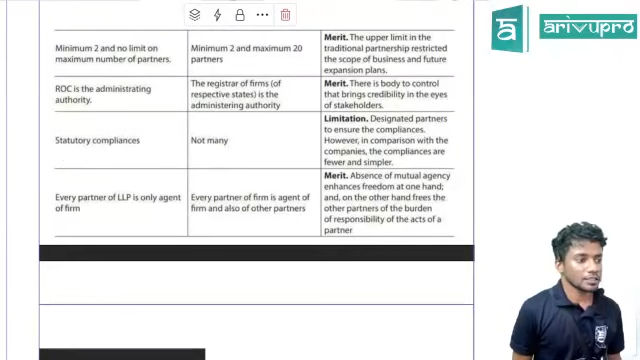 arivupro
Minimum 2 and no limit on
maximum number of partners.
Minimum 2 and maximum 20
partners
Merit. The upper limit in the
traditional partnership restricted
the scope of business and future
expansion plans.
ROC is the administrating
authority.
The registrar of firms (of
respective states) is the
administering authority
Merit. There is body to control
that brings credibility in the eyes
of stakeholders.
Statutory compliances
Not many
Limitation. Designated partners
to ensure the compliances.
However, in comparison with the
companies, the compliances are
fewer and simpler.
Every partner of LLP is only agent
of firm
Every partner of firm is agent of
firm and also of other partners
Merit. Absence of mutual agency
enhances freedom at one hand;
and, on the other hand frees the
other partners of the burden
of responsibility of the acts of a
partner